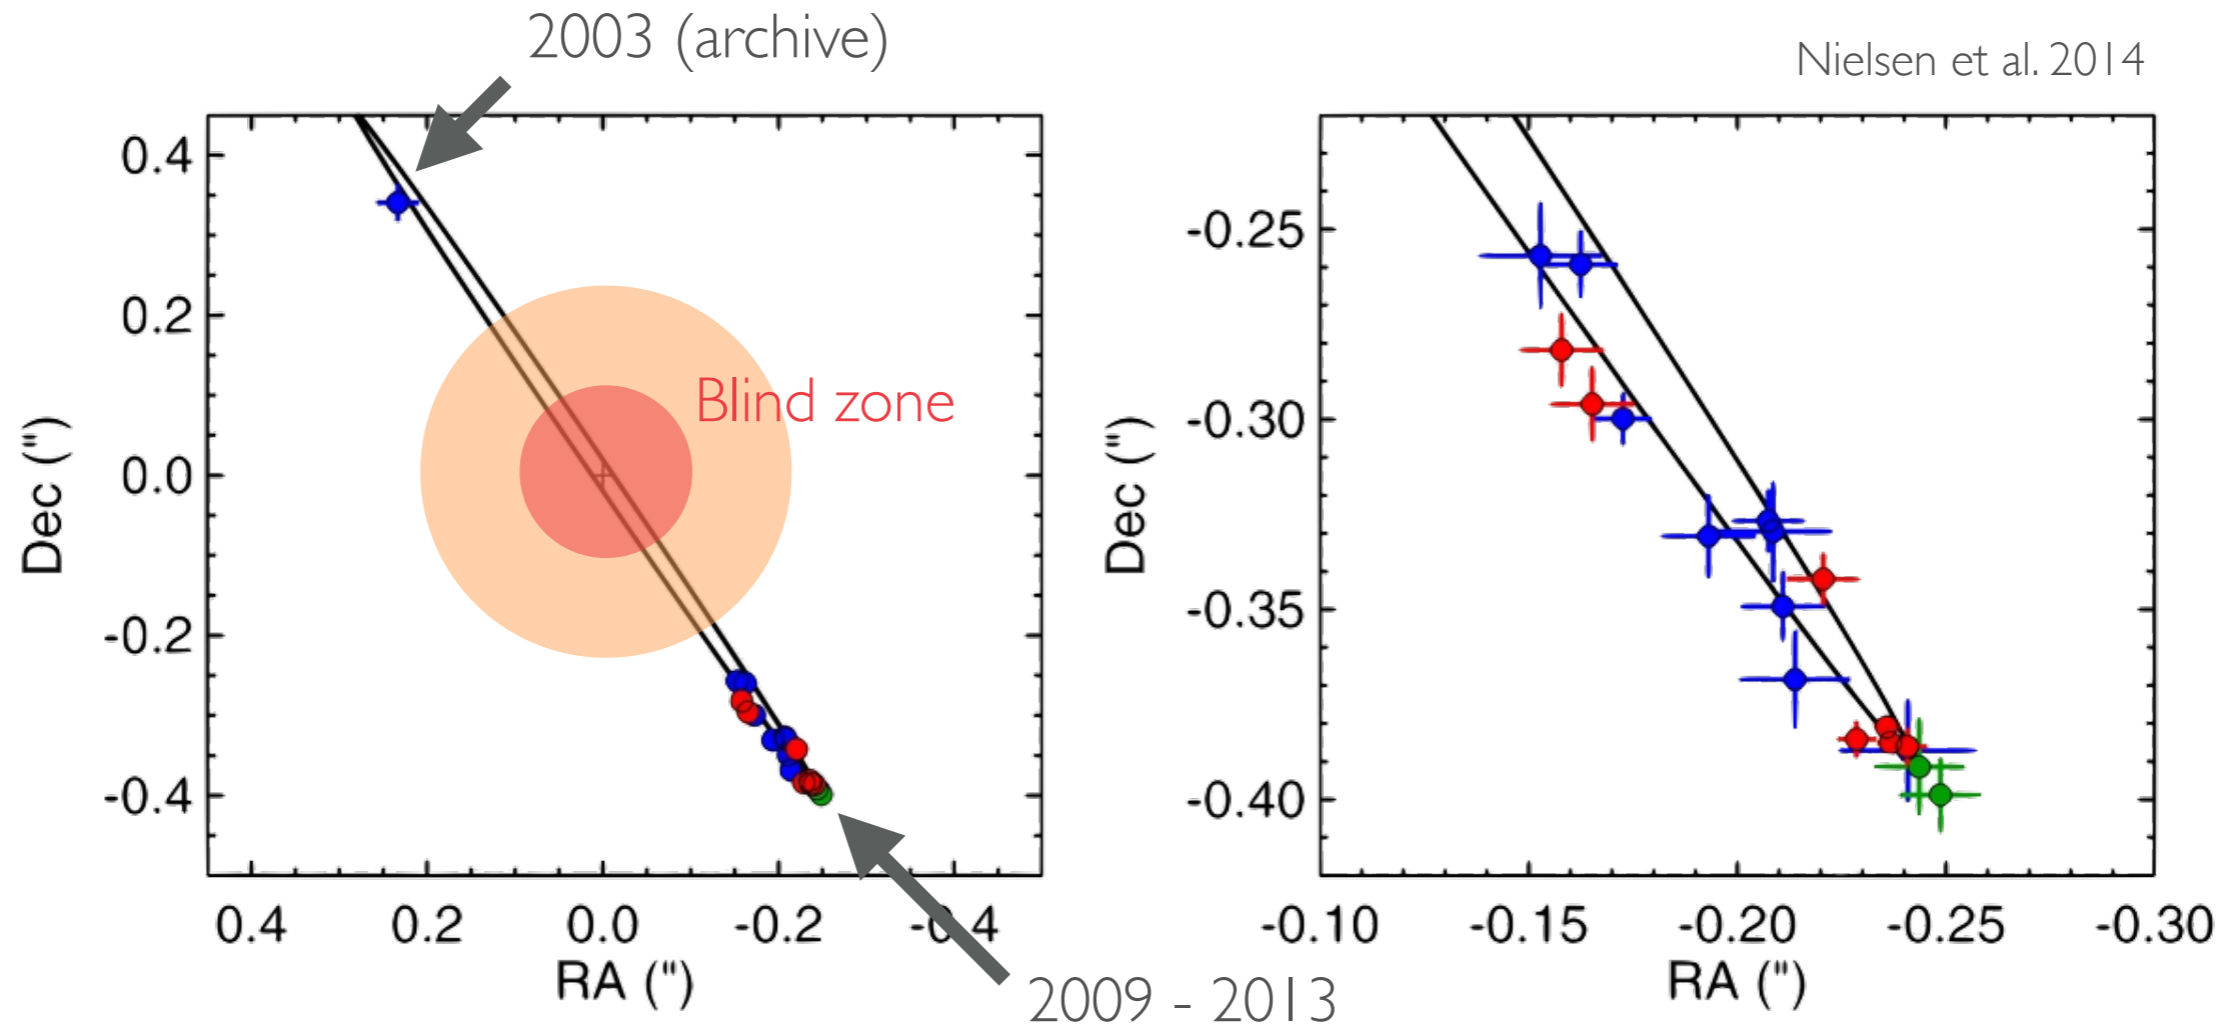 2003 (archive)
Nielsen et al. 2014
0.4
0.2
0.0
-0.2
-0.4
Dec (")
Blind zone
0.4 0.2 0.0 -0.2 -0.4
RA (")
2009 - 2013
-0.25
-0.30
-0.35
-0.40
Dec (")
-0.10 -0.15 -0.20 -0.25 -0.30
RA (")